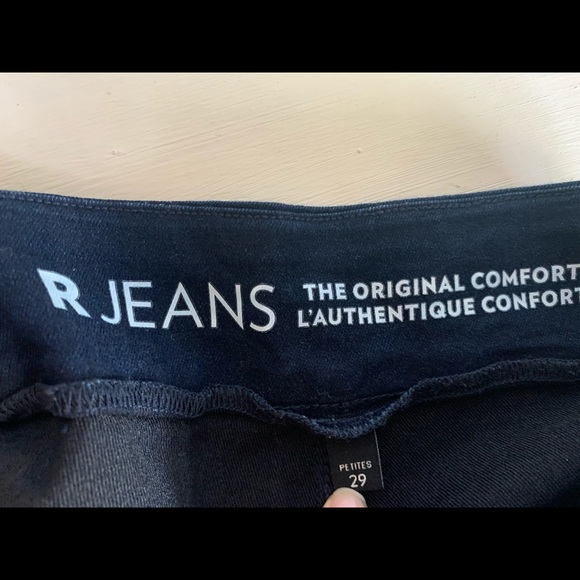 R JEANS
THE ORIGINAL COMFORT
L'AUTHENTIQUE CONFORT
PETITES
29